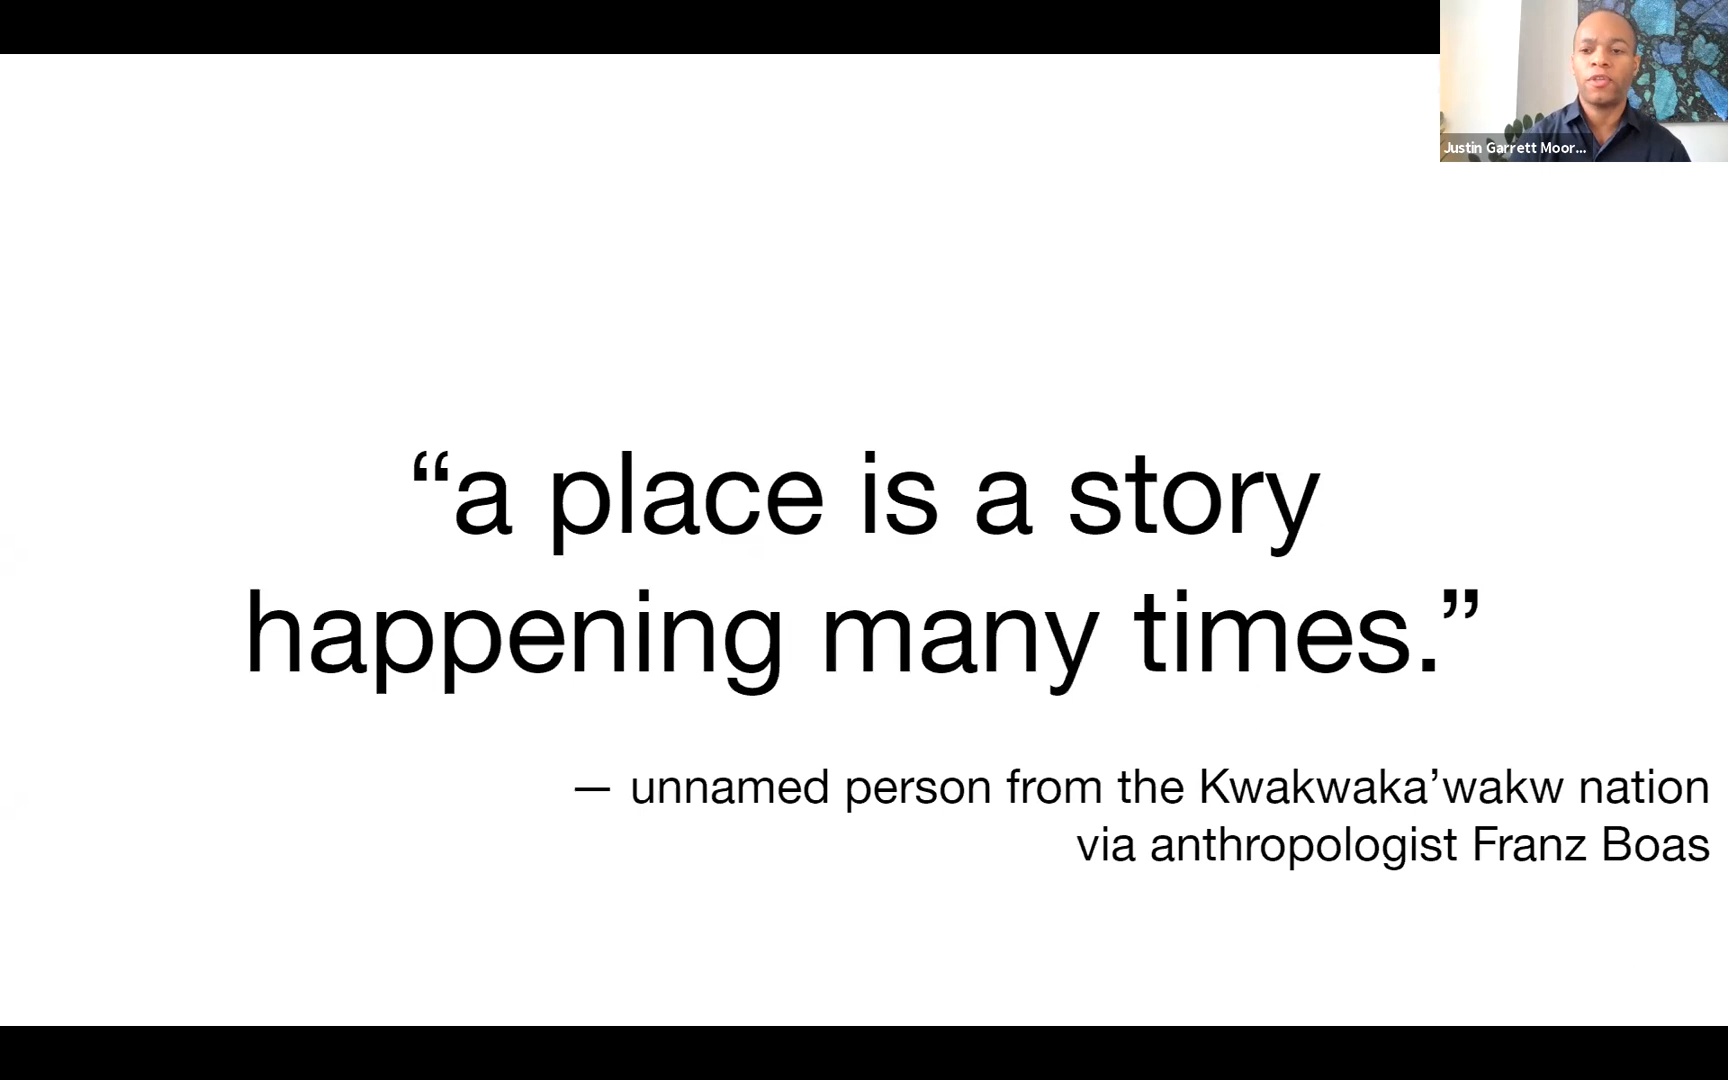 Justin Garrett Moor...
“a place is a story
happening many times.”
— unnamed person from the Kwakwaka’wakw nation
via anthropologist Franz Boas